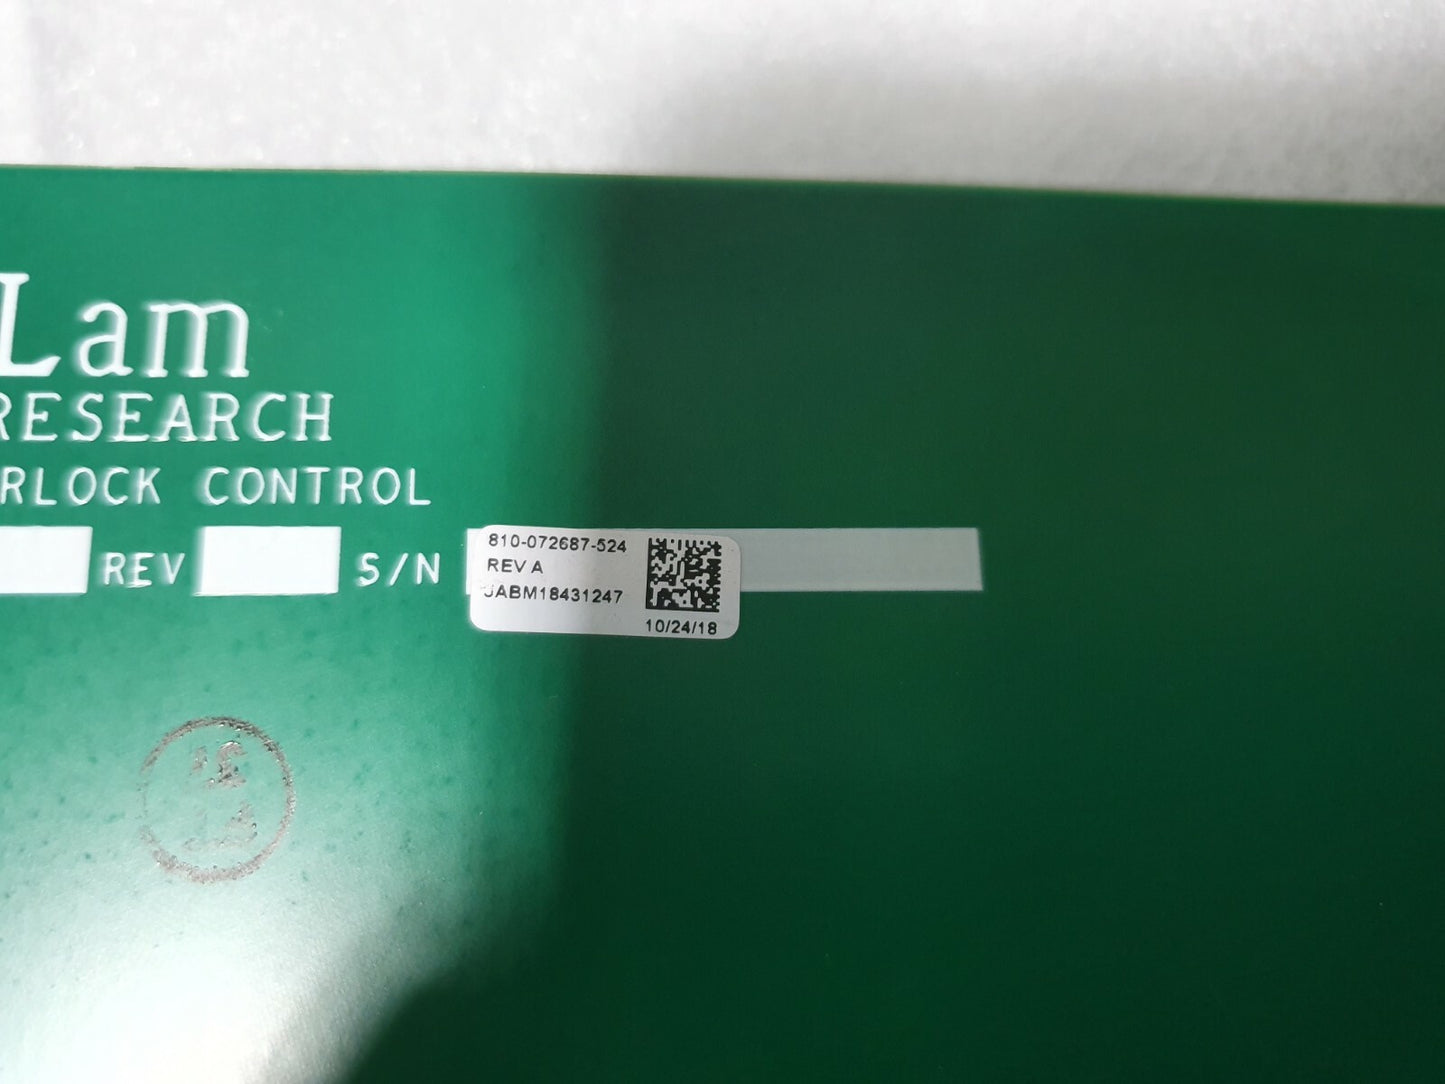 Lam
RESEARCH
RLOCK CONTROL
REV S/N
810-072687-524
REV A
JABM18431247
10/24/18